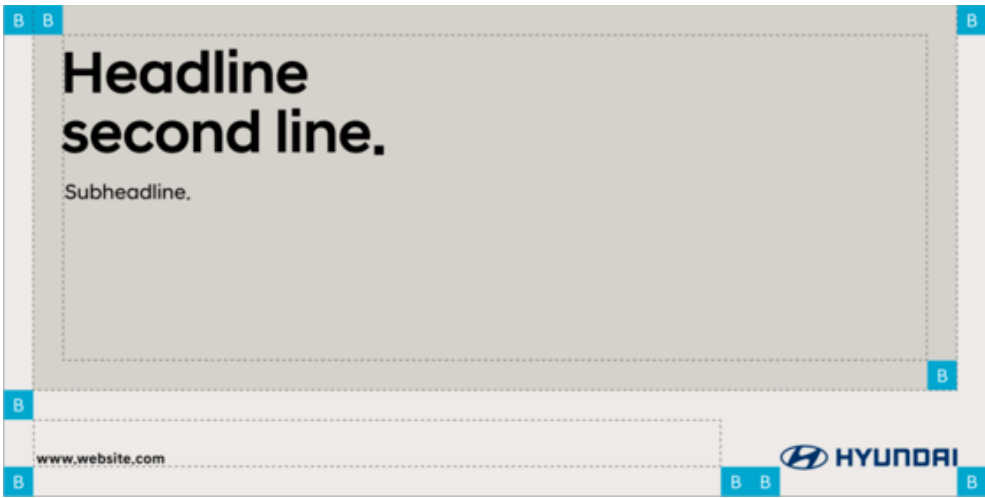 B B B
Headline
second line.
Subheadline.
B
B
www.website.com
HYUNDAI
B B B B